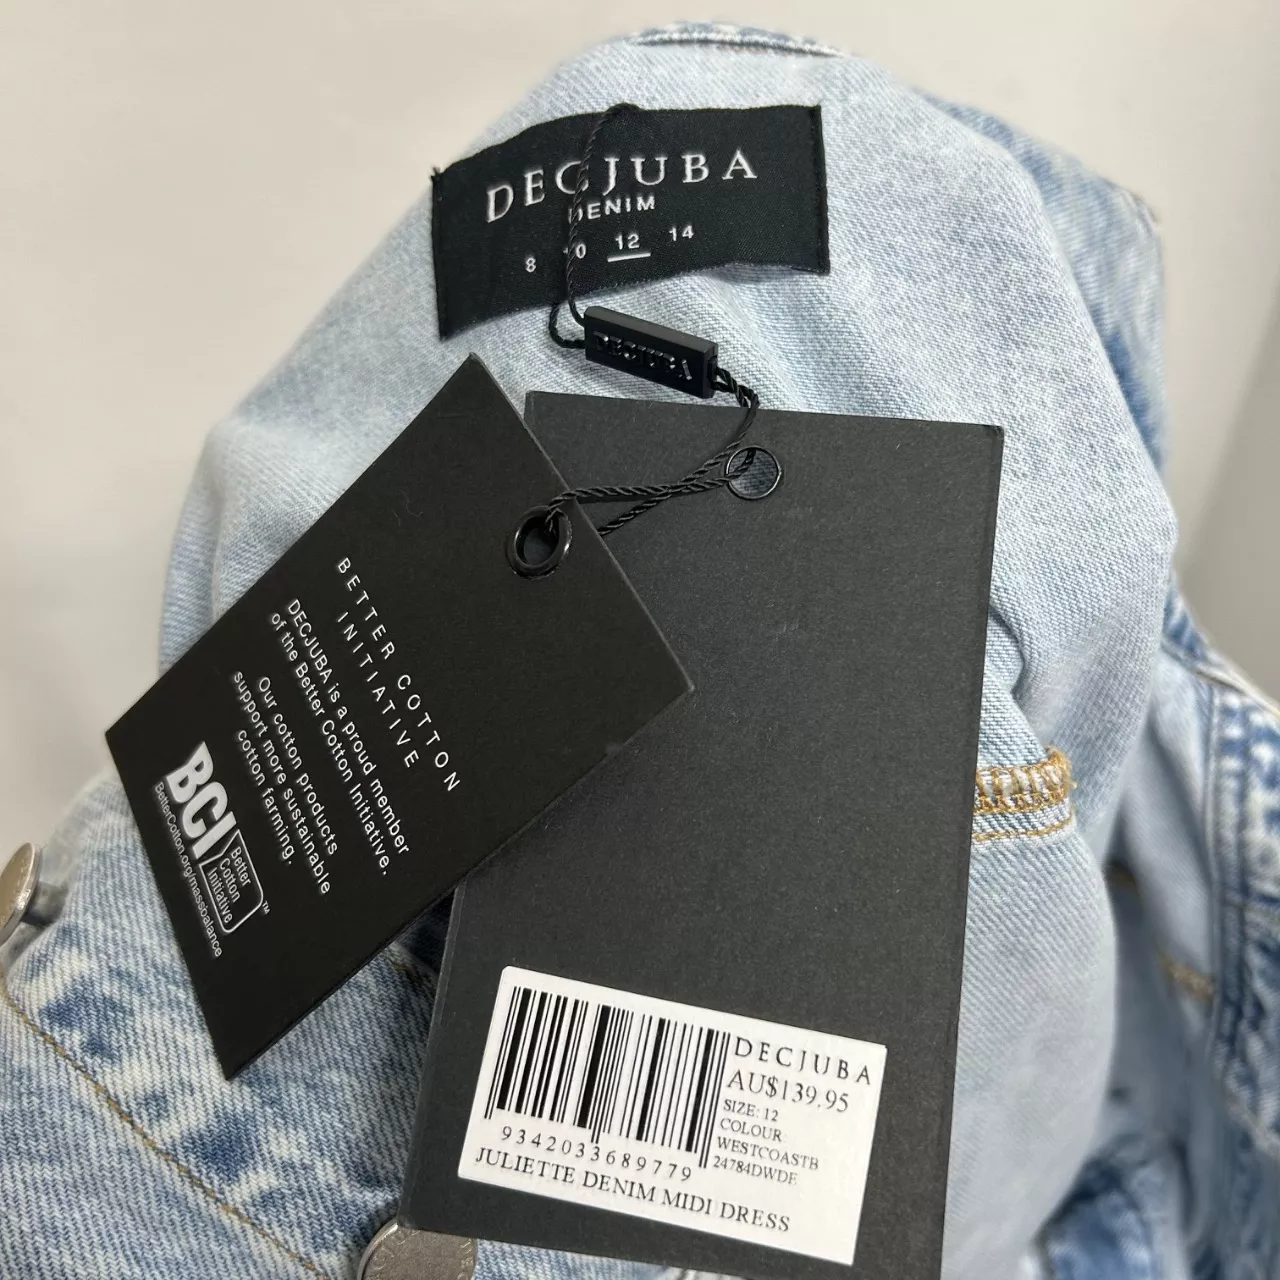 DECJUBA
DENIM
8 10 12 14
DECJUBA
BETTER COTTON
INITIATIVE
DECJUBA is a proud member
of the Better Cotton Initiative.
Our cotton products
support more sustainable
cotton farming.
BCI
Better
Cotton
Initiative™
BetterCotton.org/massbalance
DECJUBA
AU$139.95
SIZE: 12
COLOUR
WESTCOASTB
24784DWDE
9342033689779
JULIETTE DENIM MIDI DRESS